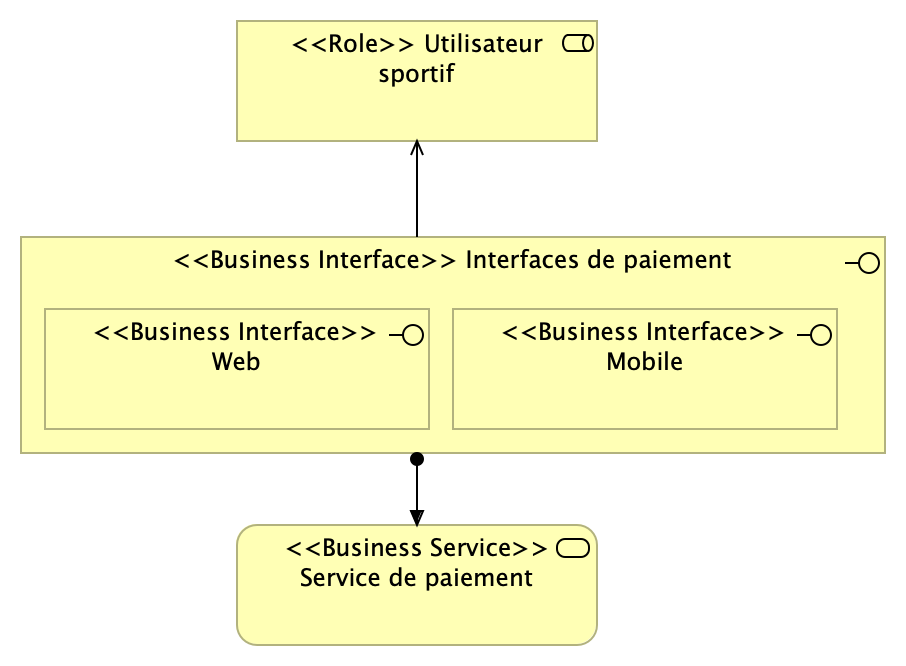 <<Role>> Utilisateur
sportif
<<Business Interface>> Interfaces de paiement
<<Business Interface>>
Web
<<Business Interface>>
Mobile
<<Business Service>>
Service de paiement